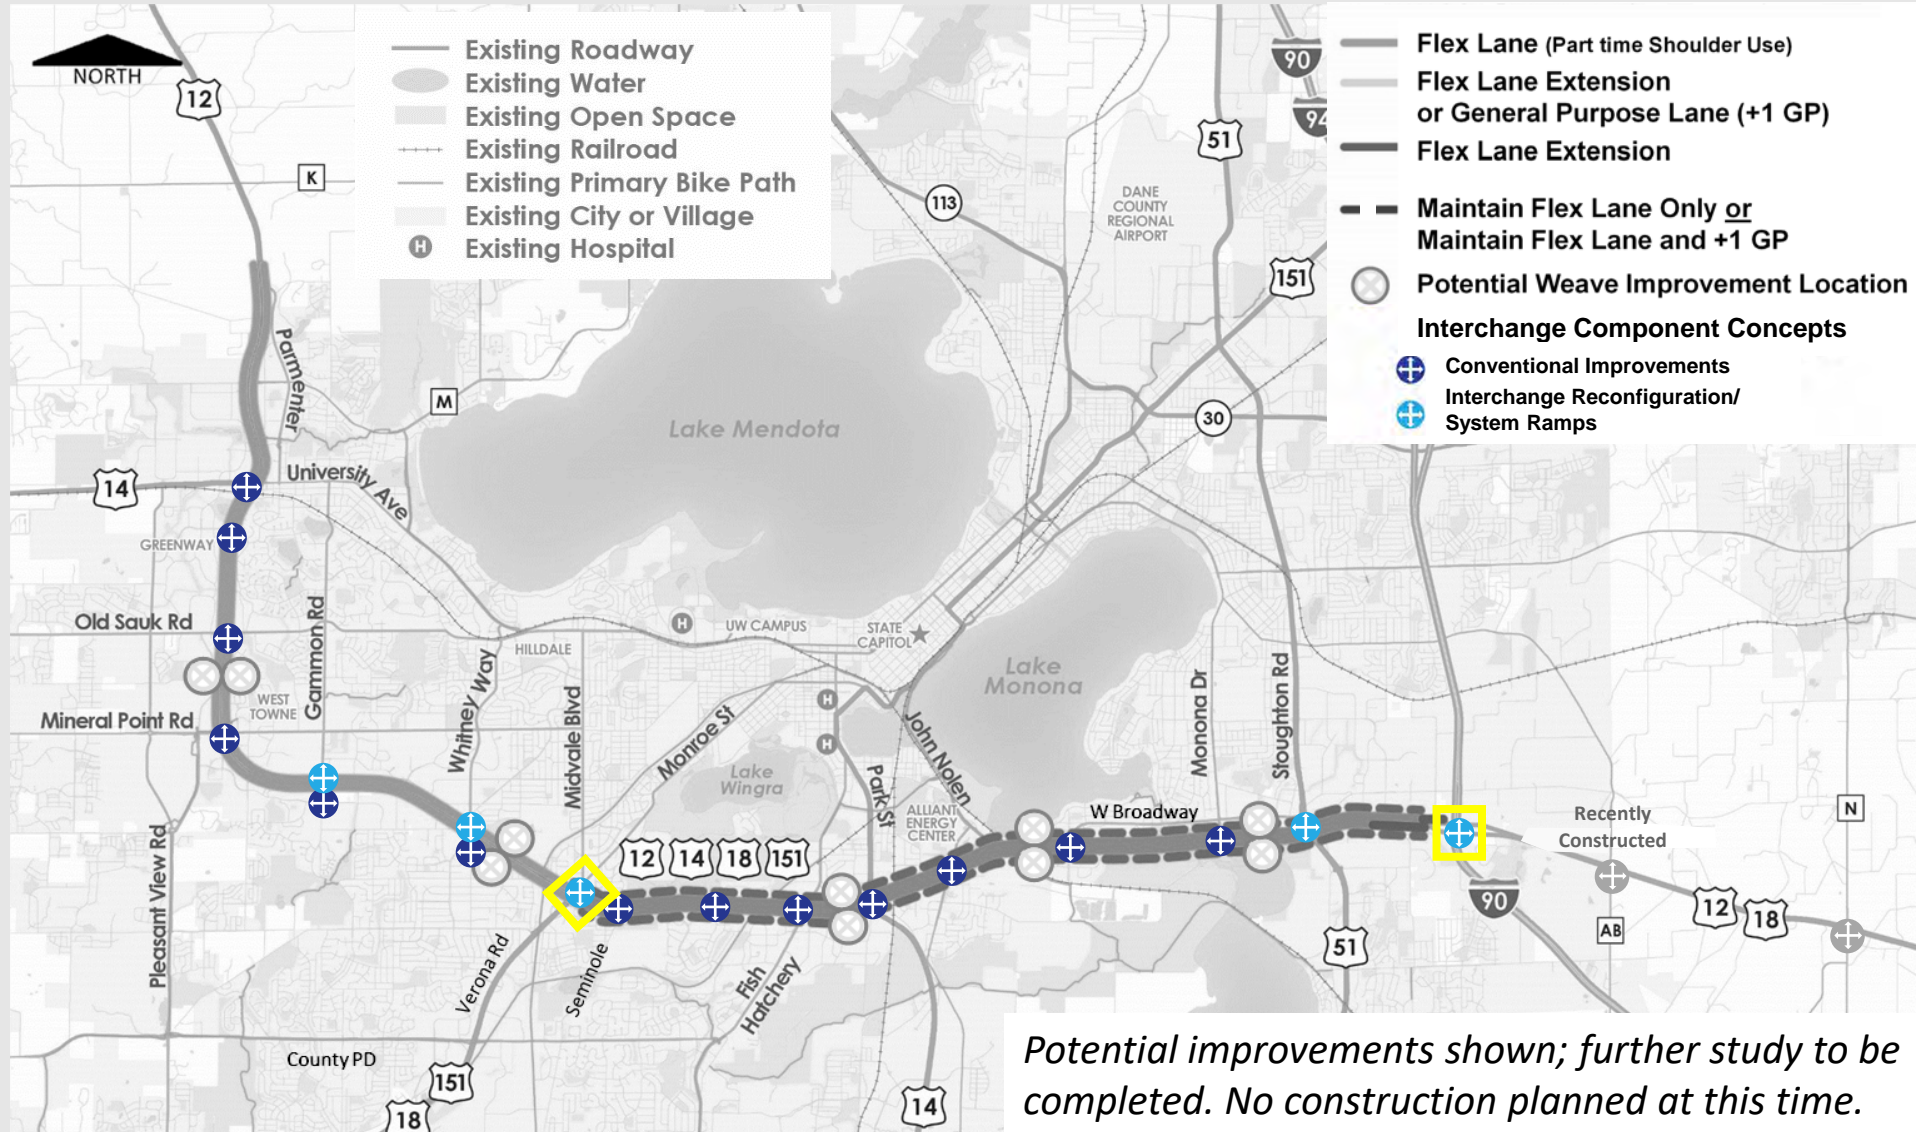 NORTH
Existing Roadway
Existing Water
Existing Open Space
Existing Railroad
Existing Primary Bike Path
Existing City or Village
H Existing Hospital
Flex Lane (Part time Shoulder Use)
Flex Lane Extension
or General Purpose Lane (+1 GP)
Flex Lane Extension
Maintain Flex Lane Only or
Maintain Flex Lane and +1 GP
Potential Weave Improvement Location
Interchange Component Concepts
Conventional Improvements
Interchange Reconfiguration/
System Ramps
12
K
90
94
51
113
DANE
COUNTY
REGIONAL
AIRPORT
151
Parmenter
M
Lake Mendota
30
14
University Ave
GREENWAY
Old Sauk Rd
Gammon Rd
H
UW CAMPUS
STATE
CAPITOL
HILLDALE
Whitney Way
WEST
TOWNE
Mineral Point Rd
Midvale Blvd
Monroe St
H
H
Lake
Monona
John Nolen
Monona Dr
Stoughton Rd
Lake
Wingra
Park St
ALLIANT
ENERGY
CENTER
W Broadway
Recently
Constructed
N
Pleasant View Rd
12
14
18
151
90
12
18
AB
51
Verona Rd
Seminole
Fish
Hatchery
County PD
151
18
14
Potential improvements shown; further study to be
completed. No construction planned at this time.